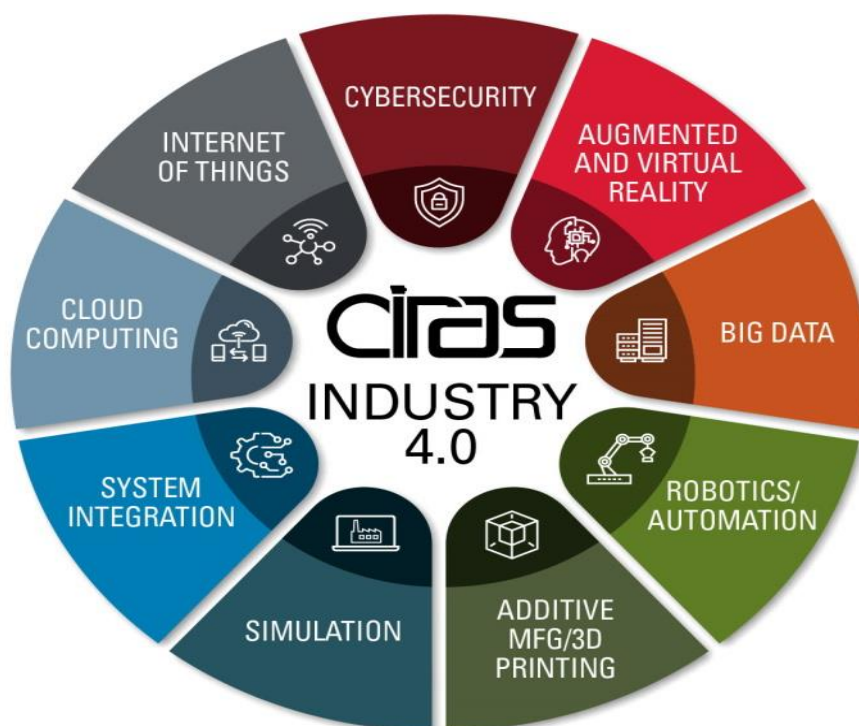 CYBERSECURITY
AUGMENTED
AND VIRTUAL
REALITY
BIG DATA
ROBOTICS/
AUTOMATION
ADDITIVE
MFG/3D
PRINTING
SIMULATION
SYSTEM
INTEGRATION
CLOUD
COMPUTING
INTERNET
OF THINGS
CIRAS
INDUSTRY
4.0